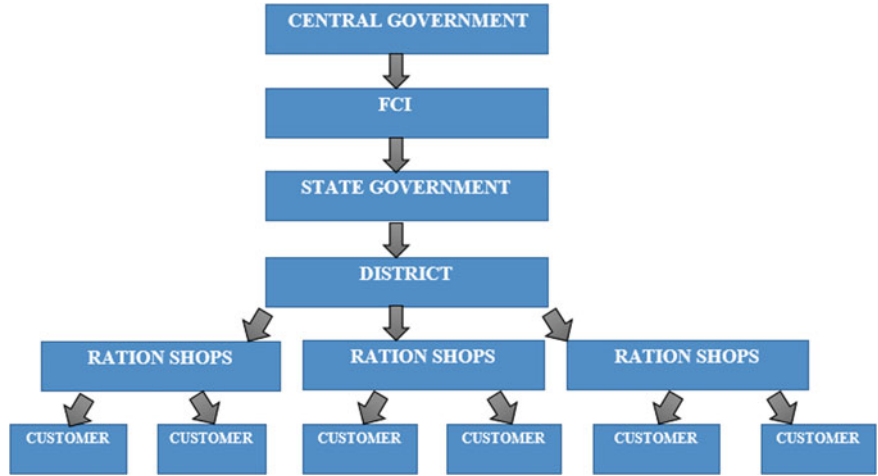 CENTRAL GOVERNMENT
FCI
STATE GOVERNMENT
DISTRICT
RATION SHOPS
RATION SHOPS
RATION SHOPS
CUSTOMER
CUSTOMER
CUSTOMER
CUSTOMER
CUSTOMER
CUSTOMER